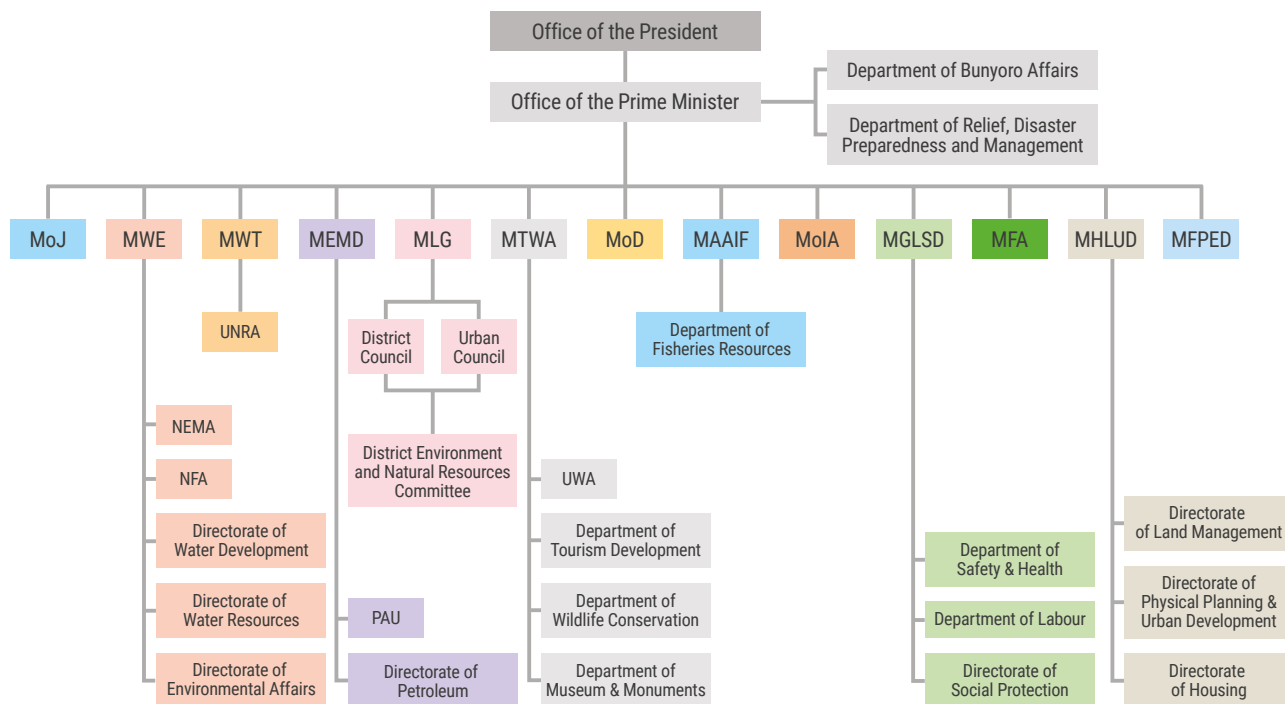 Office of the President
Office of the Prime Minister
Department of Bunyoro Affairs
Department of Relief, Disaster
Preparedness and Management
MoJ
MWE
MWT
MEMD
MLG
MTWA
MoD
MAAIF
MoIA
MGLSD
MFA
MHLUD
MFPED
UNRA
District
Council
Urban
Council
Department of
Fisheries Resources
NEMA
NFA
Directorate of
Water Development
Directorate of
Water Resources
Directorate of
Environmental Affairs
District Environment
and Natural Resources
Committee
PAU
Directorate of
Petroleum
UWA
Department of
Tourism Development
Department of
Wildlife Conservation
Department of
Museum & Monuments
Department of
Safety & Health
Department of Labour
Directorate of
Social Protection
Directorate
of Land Management
Directorate of
Physical Planning &
Urban Development
Directorate
of Housing